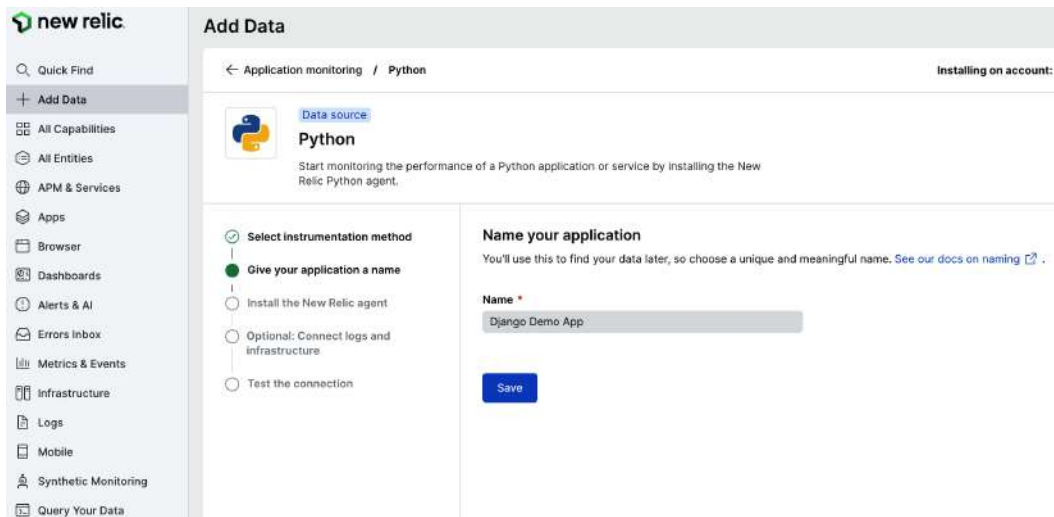 new relic
Quick Find
Add Data
All Capabilities
All Entities
APM & Services
Apps
Browser
Dashboards
Alerts & AI
Errors Inbox
Metrics & Events
Infrastructure
Logs
Mobile
Synthetic Monitoring
Query Your Data
Add Data
Application monitoring / Python
Installing on account:
Data source
Python
Start monitoring the performance of a Python application or service by installing the New
Relic Python agent.
Select instrumentation method
Give your application a name
Install the New Relic agent
Optional: Connect logs and
infrastructure
Test the connection
Name your application
You'll use this to find your data later, so choose a unique and meaningful name. See our docs on naming .
Name *
Django Demo App
Save